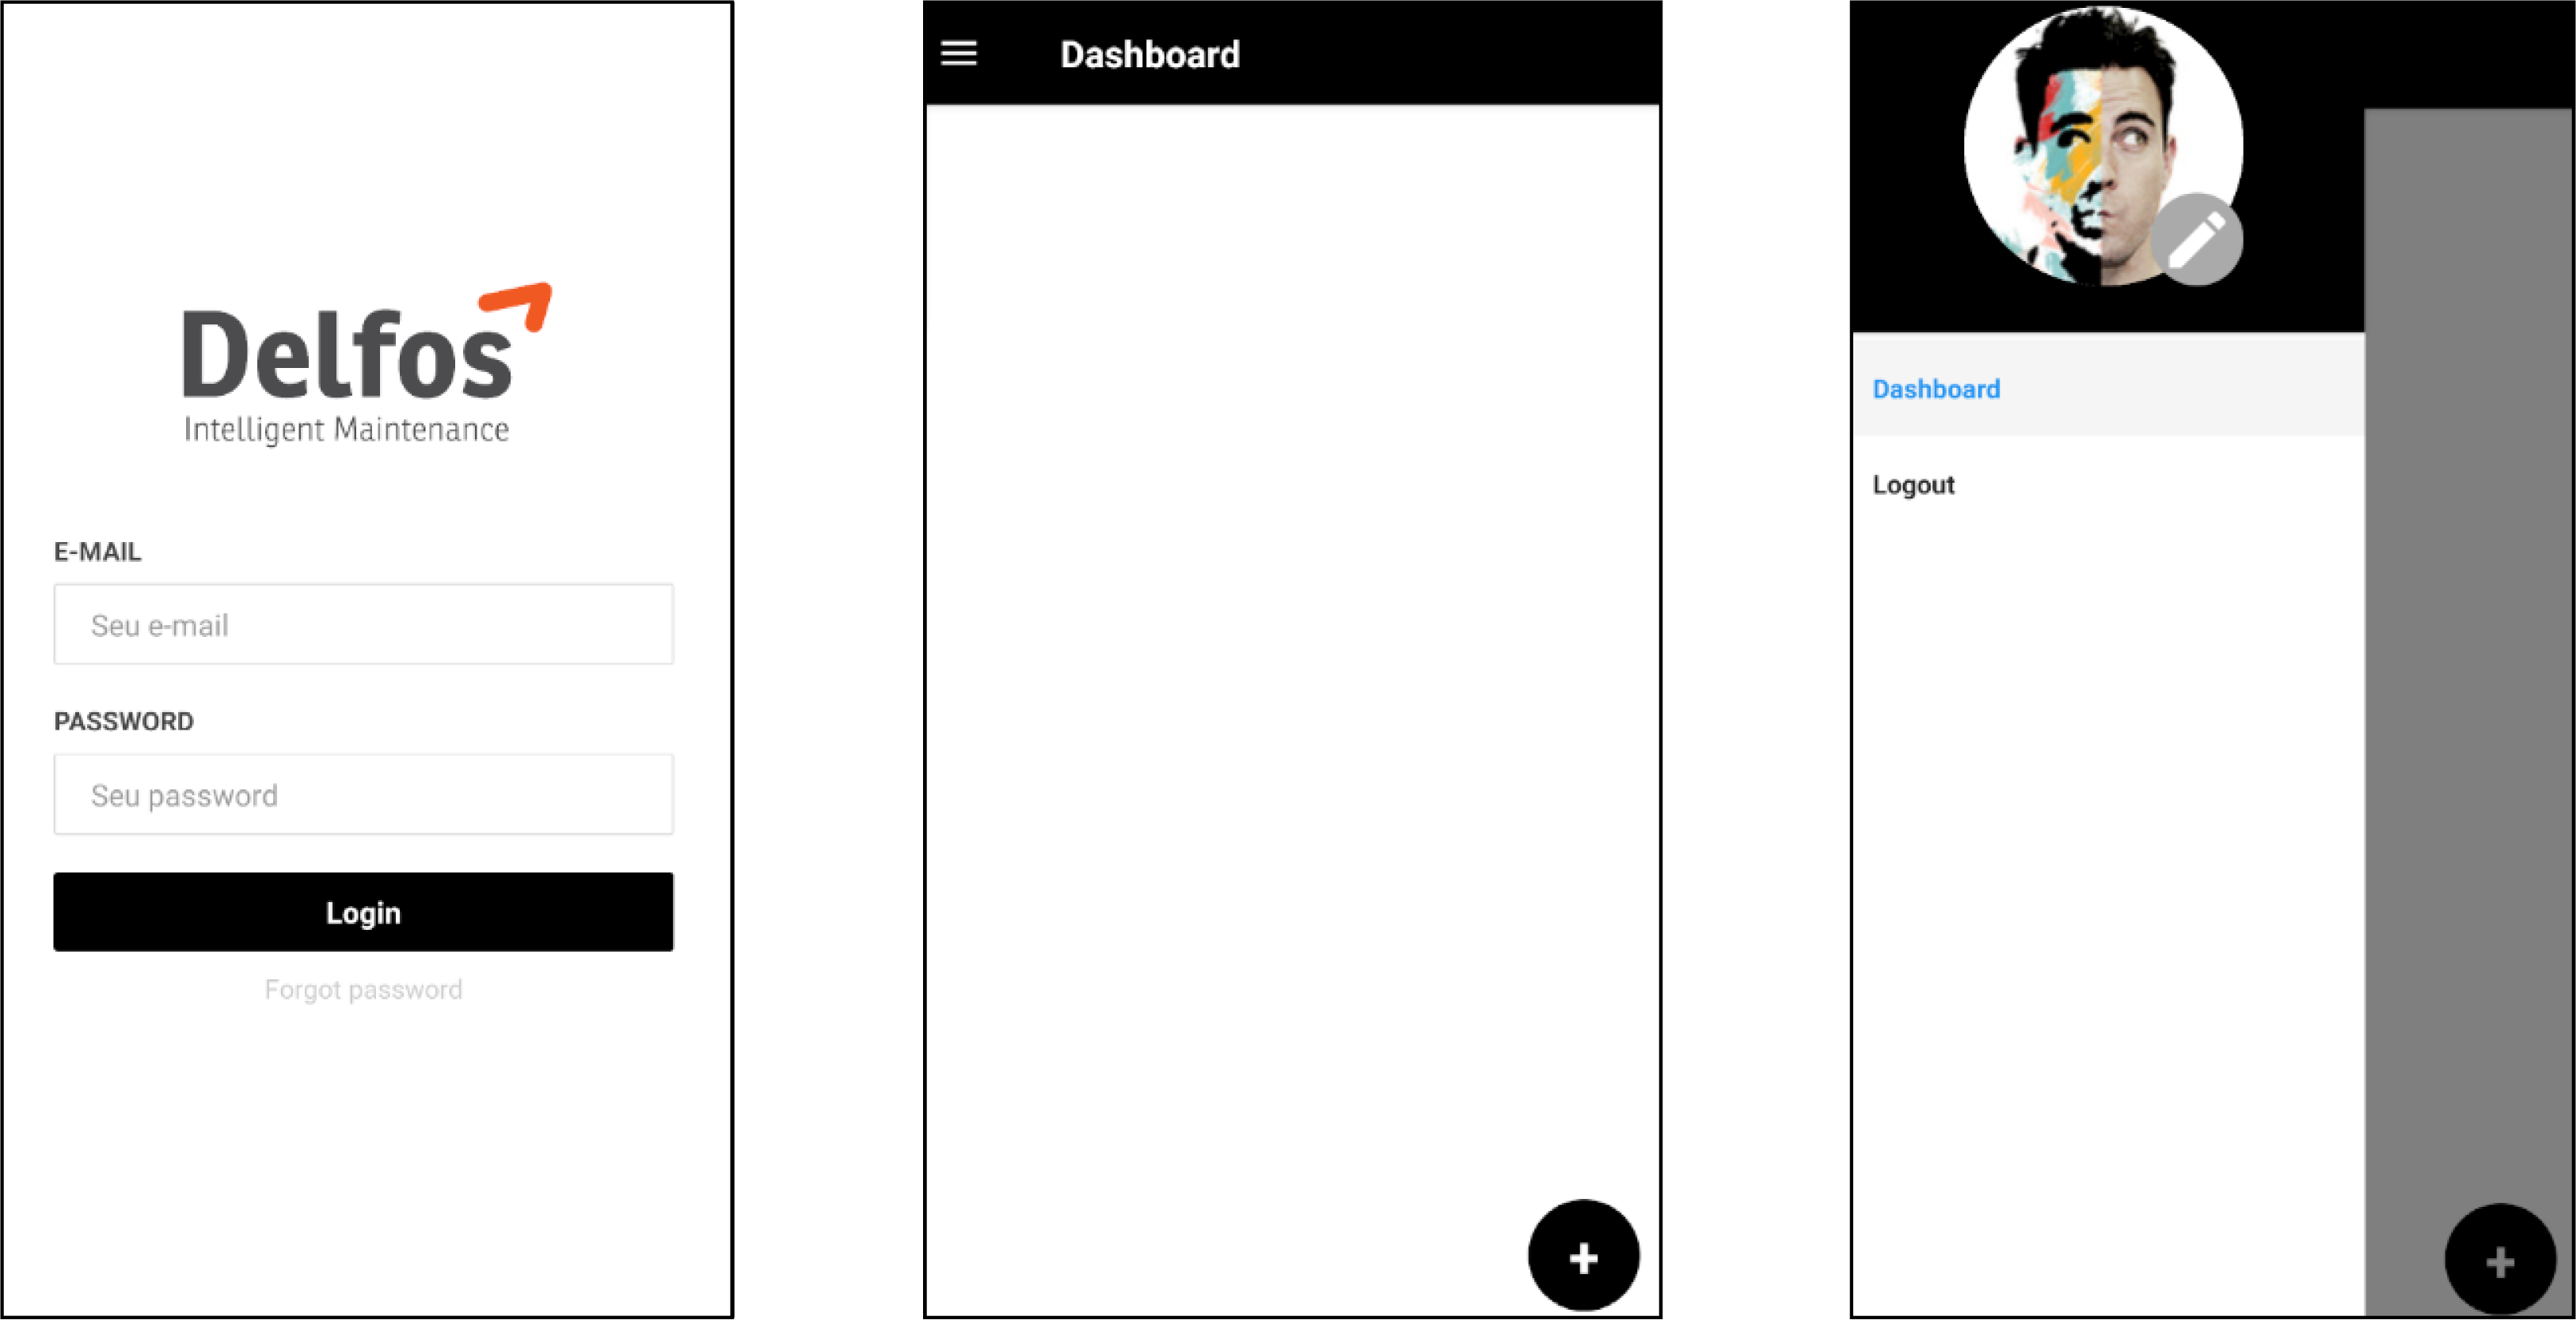 Delfos
Intelligent Maintenance
E-MAIL
Seu e-mail
PASSWORD
Seu password
Login
Forgot password
Dashboard
+
Dashboard
Logout
+